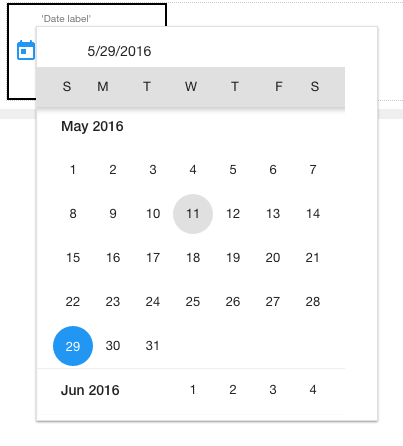 'Date label'
5/29/2016
S M T W T F S
May 2016
1 2 3 4 5 6 7
8 9 10 11 12 13 14
15 16 17 18 19 20 21
22 23 24 25 26 27 28
29 30 31
Jun 2016 1 2 3 4